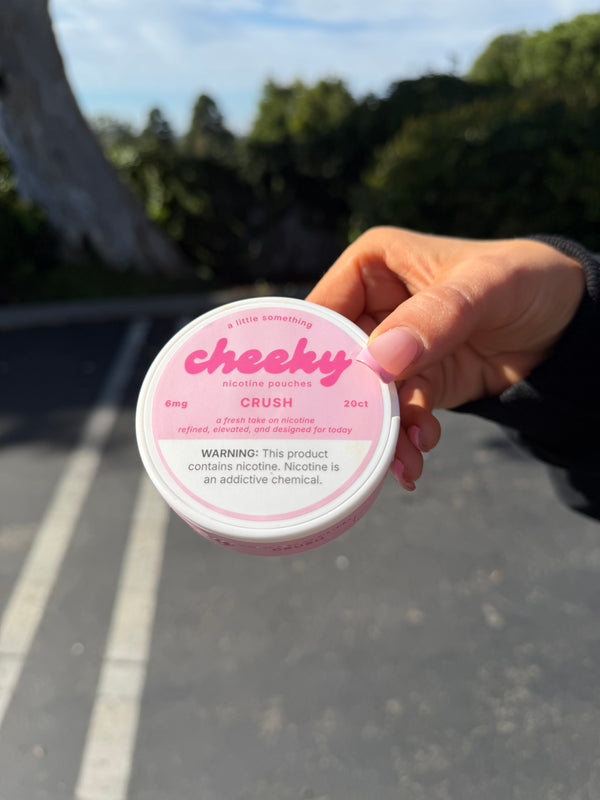 a little something
cheeky
nicotine pouches
6mg CRUSH 20ct
a fresh take on nicotine
refined, elevated, and designed for today
WARNING: This product
contains nicotine. Nicotine is
an addictive chemical.